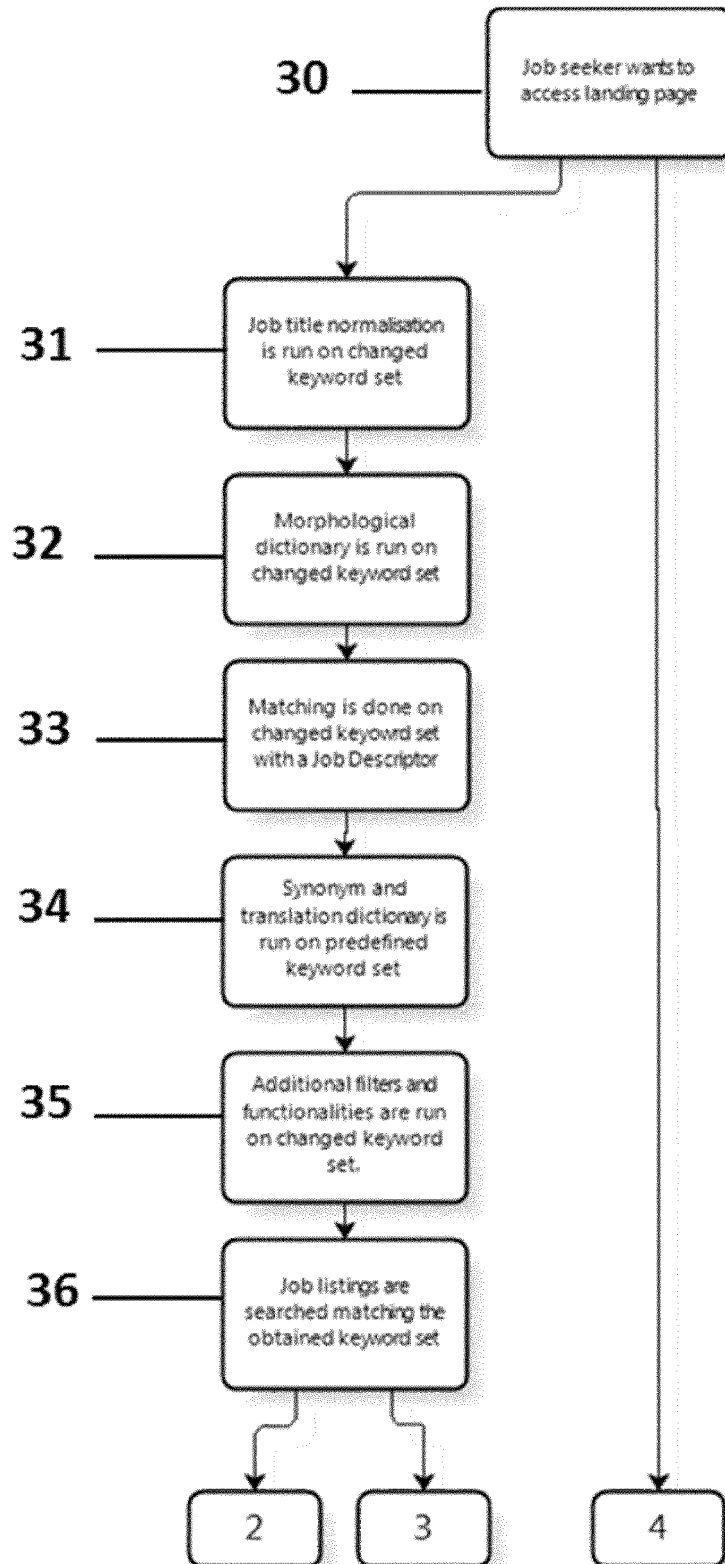 30
Job seeker wants to
access landing page
31
Job title normalisation
is run on changed
keyword set
32
Morphological
dictionary is run on
changed keyword set
33
Matching is done on
changed keyowrd set
with a Job Descriptor
34
Synonym and
translation dictionary is
run on predefined
keyword set
35
Additional filters and
functionalities are run
on changed keyword
set.
36
Job listings are
searched matching the
obtained keyword set
2
3
4